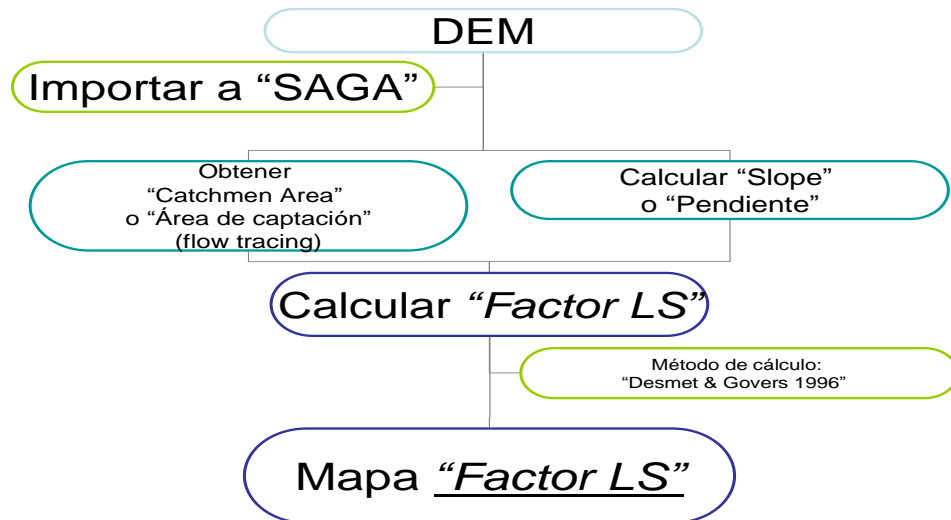 DEM
Importar a “SAGA”
Obtener
“Catchmen Area”
o “Área de captación”
(flow tracing)
Calcular “Slope”
o “Pendiente”
Calcular “Factor LS”
Método de cálculo:
“Desmet & Govers 1996”
Mapa “Factor LS”